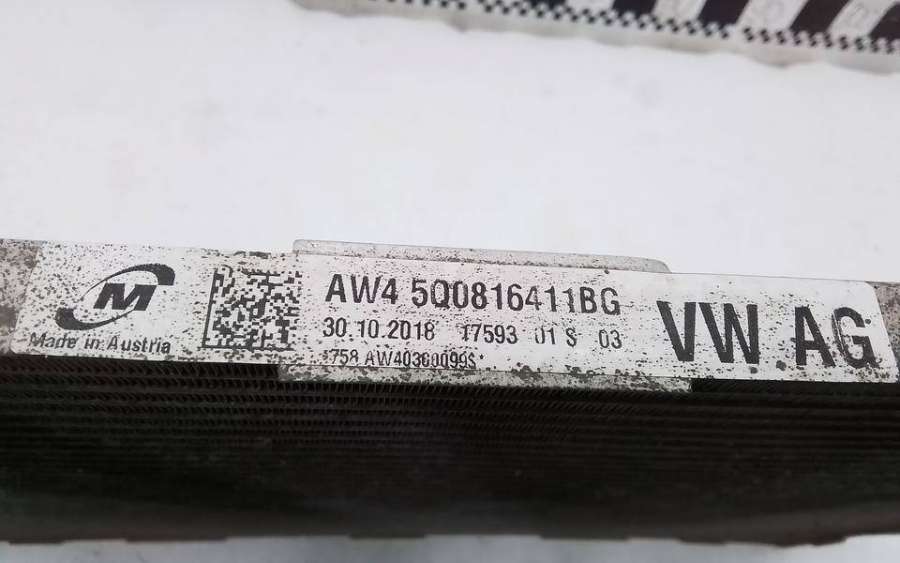 M
Made in Austria
AW4 5Q0816411BG
30.10.2018 17593 01 S 03
VW AG